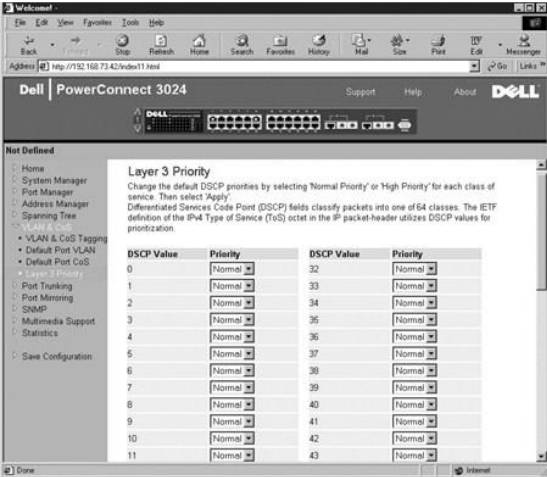 Welcome! -
File Edit View Favorites Tools Help
Back Forward Stop Refresh Home Search Favorites History Mail Size Print Edit Messenger
Address http://192.168.73.42/index11.html Go Links »
Dell PowerConnect 3024
Support Help About DELL
DELL
Not Defined
Home
System Manager
Port Manager
Address Manager
Spanning Tree
VLAN & CoS
VLAN & CoS Tagging
Default Port VLAN
Default Port CoS
Layer 3 Priority
Port Trunking
Port Mirroring
SNMP
Multimedia Support
Statistics
Save Configuration
Layer 3 Priority
Change the default DSCP priorities by selecting 'Normal Priority' or 'High Priority' for each class of
service. Then select 'Apply'.
Differentiated Services Code Point (DSCP) fields classify packets into one of 64 classes. The IETF
definition of the IPv4 Type of Service (ToS) octet in the IP packet-header utilizes DSCP values for
prioritization.
DSCP Value Priority DSCP Value Priority
0 Normal 32 Normal
1 Normal 33 Normal
2 Normal 34 Normal
3 Normal 35 Normal
4 Normal 36 Normal
5 Normal 37 Normal
6 Normal 38 Normal
7 Normal 39 Normal
8 Normal 40 Normal
9 Normal 41 Normal
10 Normal 42 Normal
11 Normal 43 Normal
Done Internet